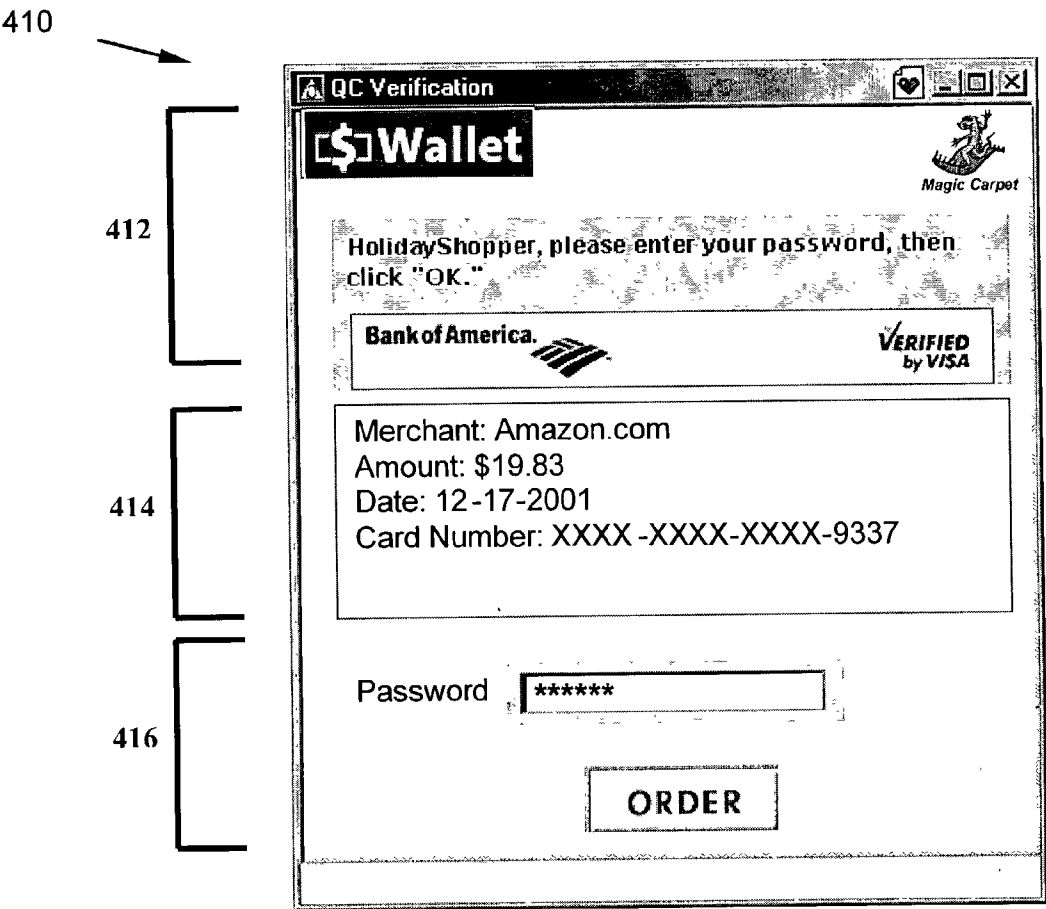 410
QC Verification
[$]Wallet
Magic Carpet
412
HolidayShopper, please enter your password, then
click "OK."
Bank of America.
VERIFIED
by VISA
414
Merchant: Amazon.com
Amount: $19.83
Date: 12-17-2001
Card Number: XXXX-XXXX-XXXX-9337
416
Password ******
ORDER